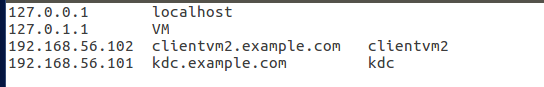 127.0.0.1 localhost
127.0.1.1 VM
192.168.56.102 clientvm2.example.com clientvm2
192.168.56.101 kdc.example.com kdc